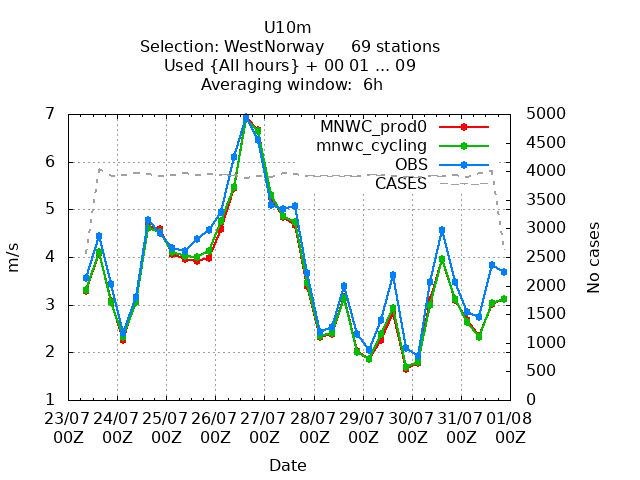 U10m
Selection: WestNorway 69 stations
Used {All hours} + 00 01 ... 09
Averaging window: 6h
7 5000
MNWC_prod0
4500
mnwc_cycling
6 4000
OBS
CASES
3500
5
3000
4 2500
2000
3
1500
2 1000
500
1 0
m/s
No cases
23/07 24/07 25/07 26/07 27/07 28/07 29/07 30/07 31/07 01/08
00Z 00Z 00Z 00Z 00Z 00Z 00Z 00Z 00Z 00Z
Date